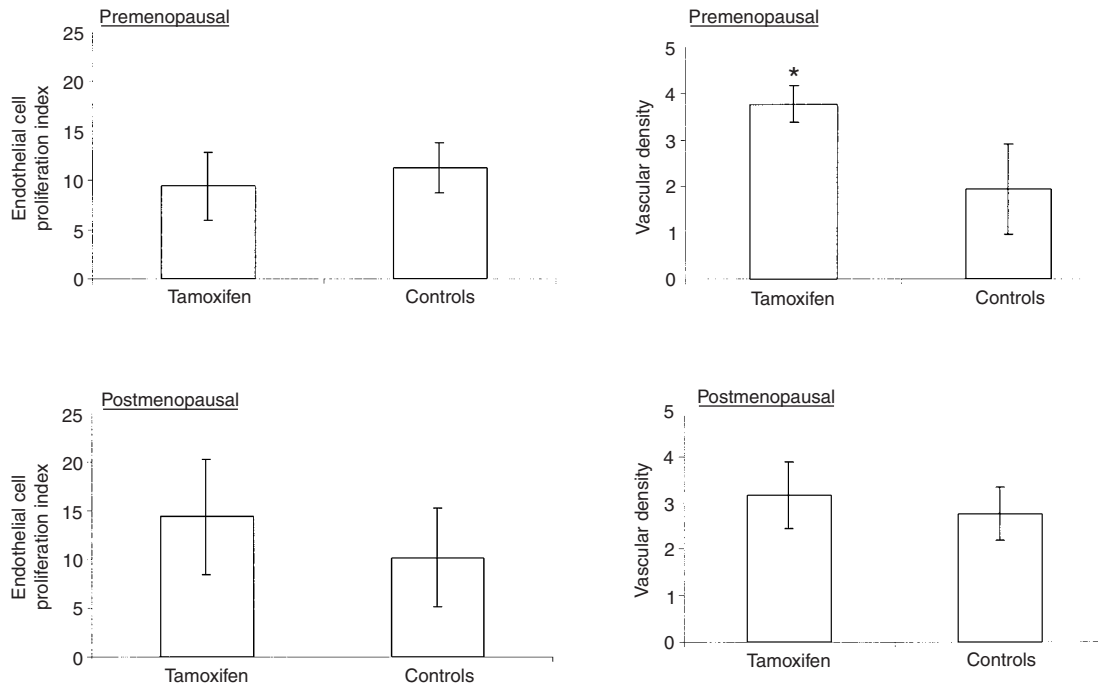 Premenopausal
25
20
15
10
5
0
Endothelial cell
proliferation index
Tamoxifen
Controls
Premenopausal
5
4
3
2
1
0
Vascular density
*
Tamoxifen
Controls
Postmenopausal
25
20
15
10
5
0
Endothelial cell
proliferation index
Tamoxifen
Controls
Postmenopausal
5
4
3
2
1
0
Vascular density
Tamoxifen
Controls